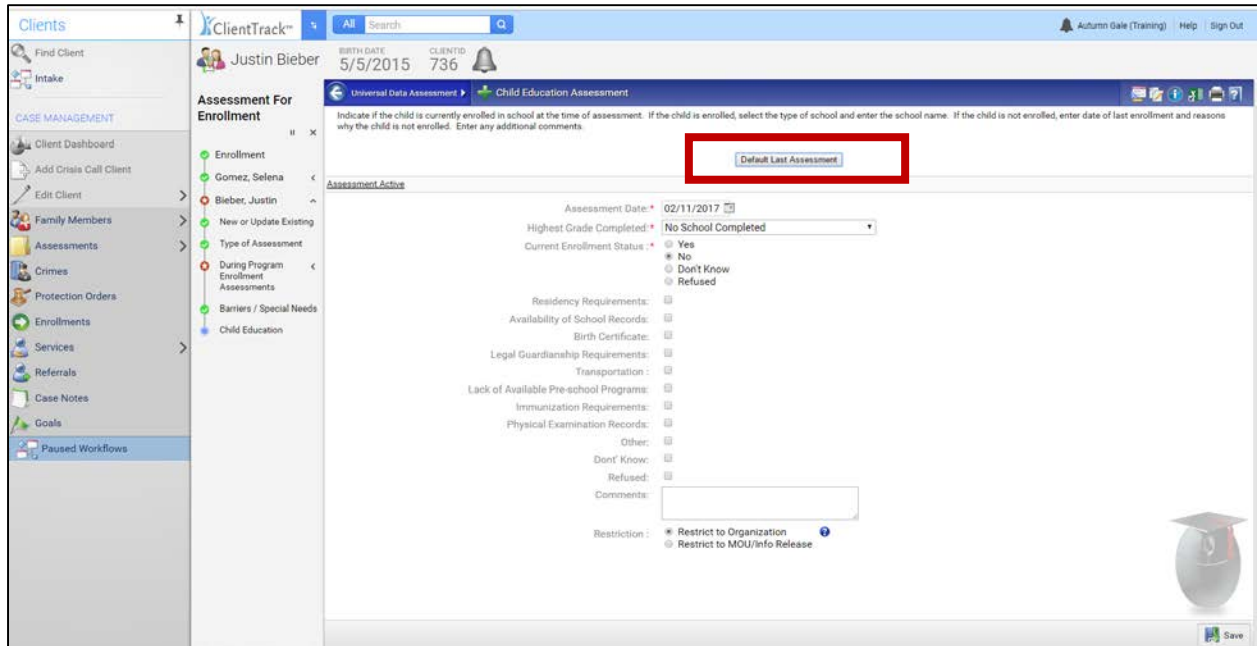 Clients
Find Client
Intake
CASE MANAGEMENT
Client Dashboard
Add Crisis Call Client
Edit Client
Family Members
Assessments
Crimes
Protection Orders
Enrollments
Services
Referrals
Case Notes
Goals
Paused Workflows
ClientTrack™
All Search
Autumn Gale (Training) Help Sign Out
Justin Bieber
BIRTH DATE
5/5/2015
CLIENTID
736
Assessment For
Enrollment
Enrollment
Gomez, Selena
Bieber, Justin
New or Update Existing
Type of Assessment
During Program
Enrollment
Assessments
Barriers / Special Needs
Child Education
Universal Data Assessment Child Education Assessment
Indicate if the child is currently enrolled in school at the time of assessment. If the child is enrolled, select the type of school and enter the school name. If the child is not enrolled, enter date of last enrollment and reasons
why the child is not enrolled. Enter any additional comments.
Default Last Assessment
Assessment Active
Assessment Date:* 02/11/2017
Highest Grade Completed:* No School Completed
Current Enrollment Status :* Yes
No
Don't Know
Refused
Residency Requirements:
Availability of School Records:
Birth Certificate:
Legal Guardianship Requirements:
Transportation :
Lack of Available Pre-school Programs:
Immunization Requirements:
Physical Examination Records:
Other:
Dont' Know:
Refused:
Comments:
Restriction : Restrict to Organization
Restrict to MOU/Info Release
Save